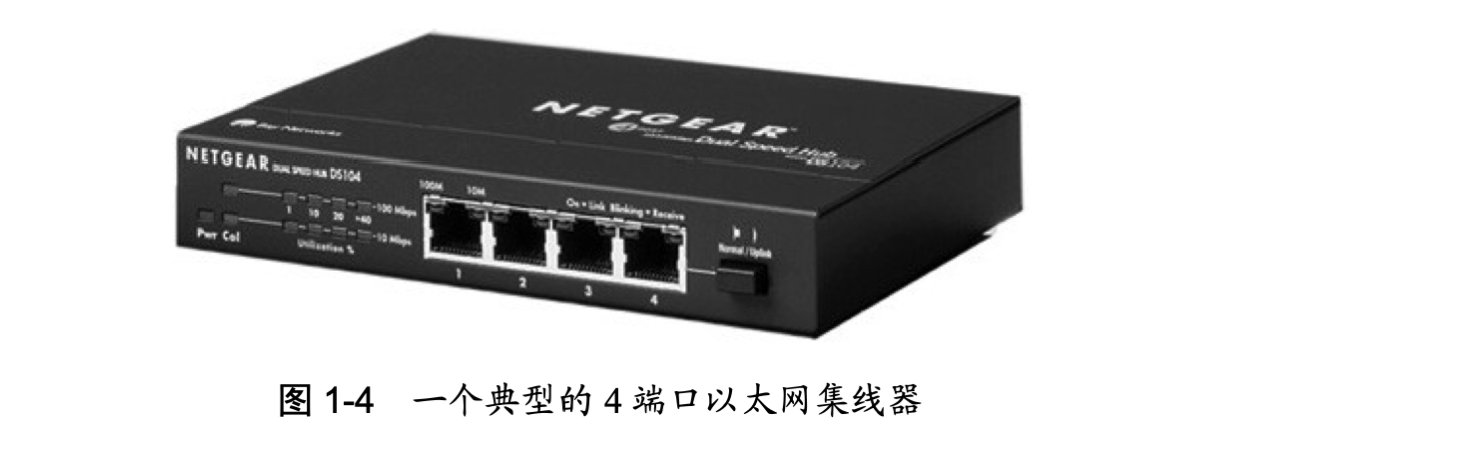 NETGEAR
Dual Speed Hub
Bay Networks
NETGEAR DUAL SPEED HUB DS104
100M 10M
On = Link Blinking = Receive
1 10 20 >40 100 Mbps
10 Mbps
Pwr Col
Utilization %
Normal / Uplink
1 2 3 4
图 1-4 一个典型的 4 端口以太网集线器